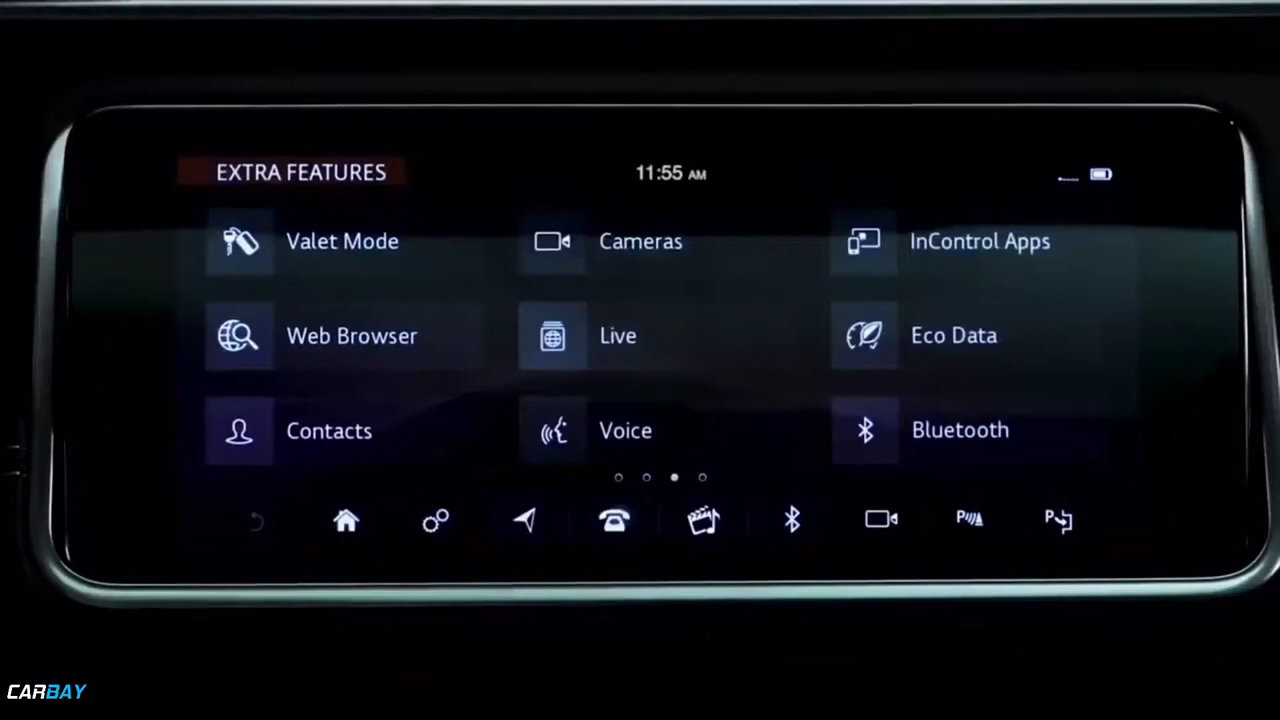 EXTRA FEATURES 11:55 AM
Valet Mode Cameras InControl Apps
Web Browser Live Eco Data
Contacts Voice Bluetooth
P P
CARBAY